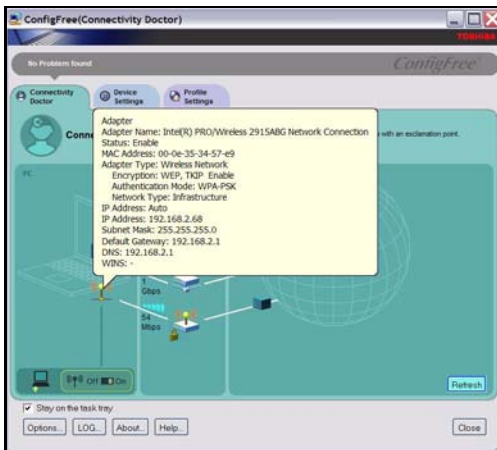 ConfigFree(Connectivity Doctor)
TOSHIBA
No Problem found
ConfigFree
Connectivity
Doctor
Device
Settings
Profile
Settings
Conne
with an exclamation point.
Adapter
Adapter Name: Intel(R) PRO/Wireless 2915ABG Network Connection
Status: Enable
MAC Address: 00-0e-35-34-57-e9
Adapter Type: Wireless Network
Encryption: WEP, TKIP Enable
Authentication Mode: WPA-PSK
Network Type: Infrastructure
IP Address: Auto
IP Address: 192.168.2.68
Subnet Mask: 255.255.255.0
Default Gateway: 192.168.2.1
DNS: 192.168.2.1
WINS: -
PC
1
Gbps
54
Mbps
Off On
Refresh
Stay on the task tray
Options...
LOG...
About...
Help...
Close